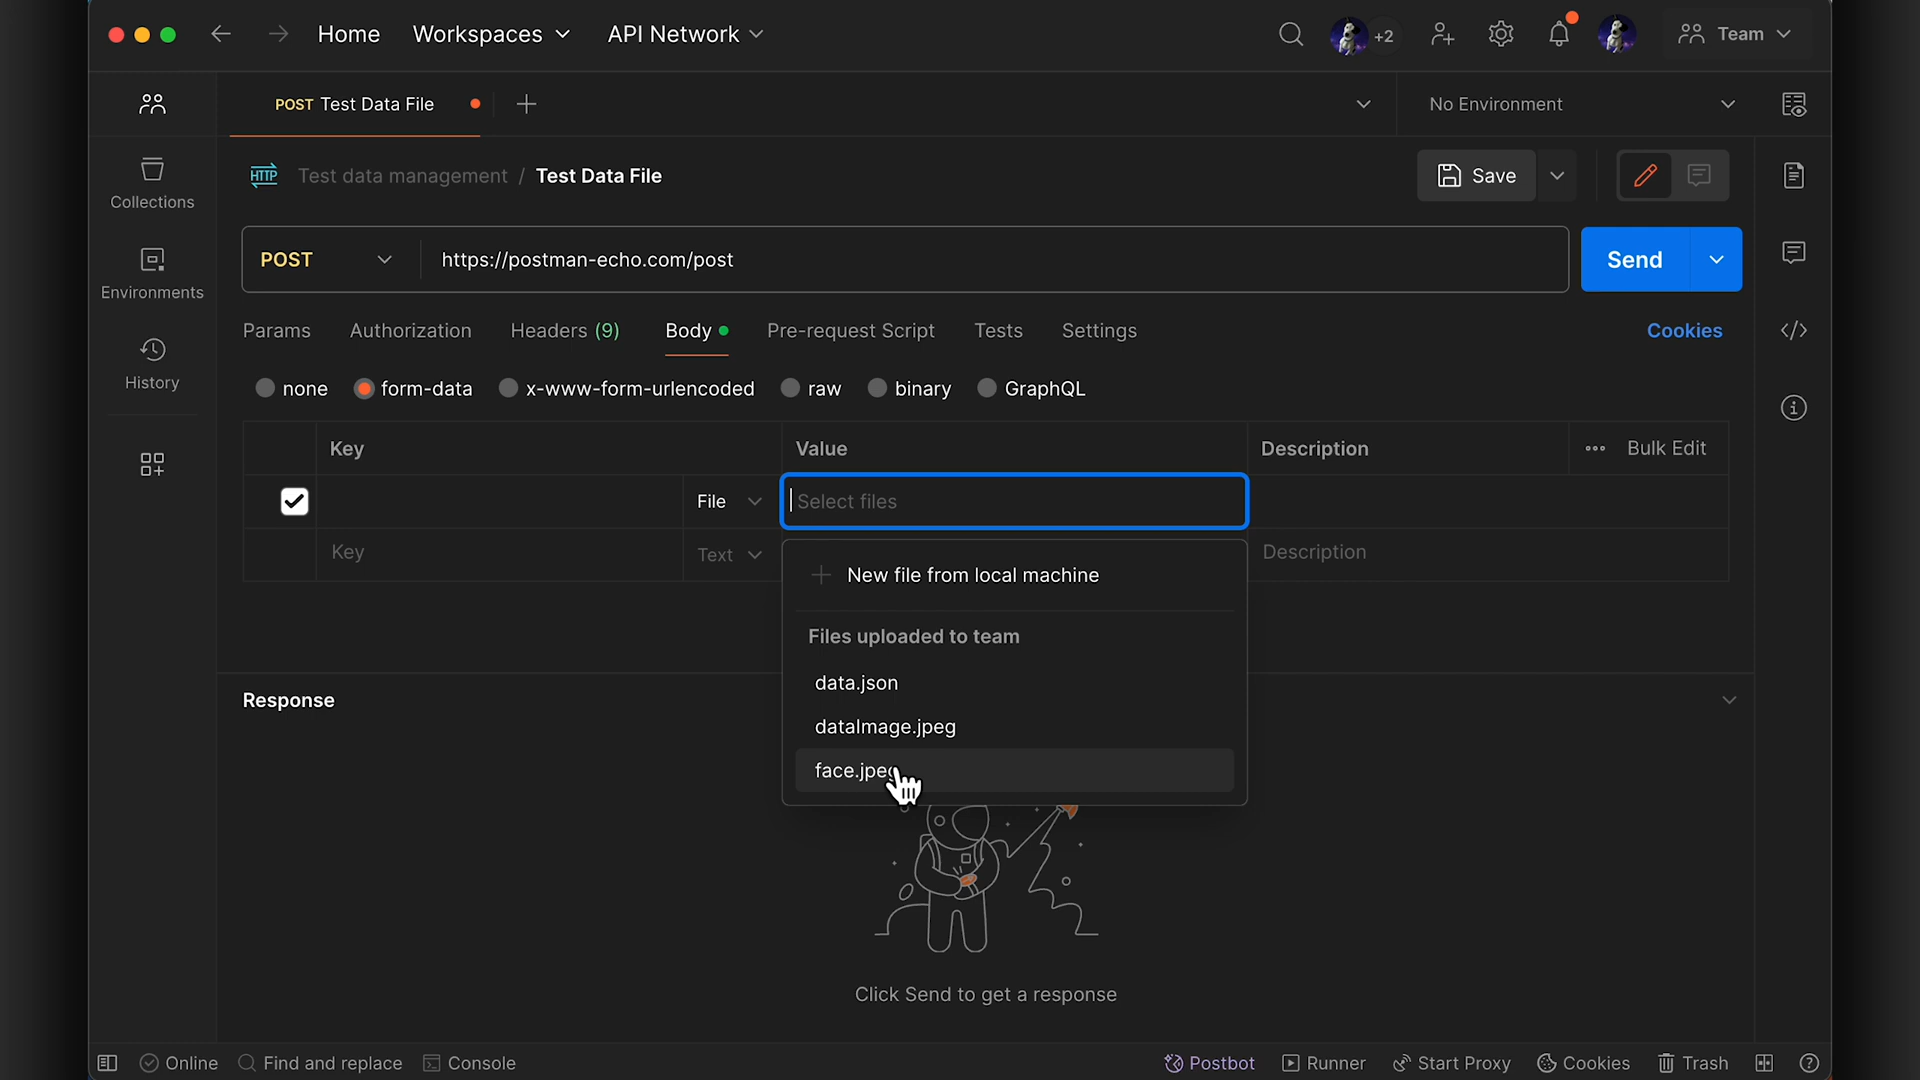 Home Workspaces API Network +2 Team
POST Test Data File No Environment
HTTP Test data management / Test Data File Save
Collections
POST https://postman-echo.com/post Send
Environments
Params Authorization Headers (9) Body Pre-request Script Tests Settings Cookies
History
none form-data x-www-form-urlencoded raw binary GraphQL
Key Value Description Bulk Edit
File Select files
Key Text Description
New file from local machine
Files uploaded to team
data.json
dataImage.jpeg
face.jpeg
Response
Click Send to get a response
Online Find and replace Console Postbot Runner Start Proxy Cookies Trash